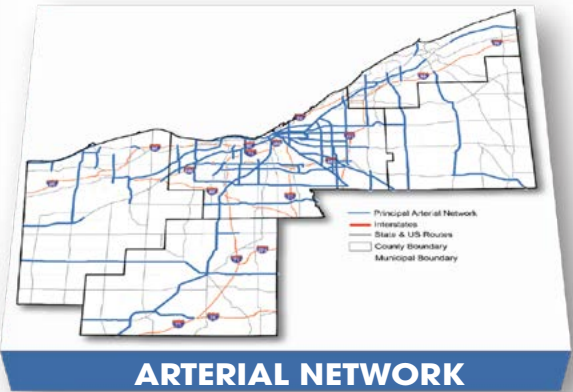 Principal Arterial Network
Interstates
State & US Routes
County Boundary
Municipal Boundary
ARTERIAL NETWORK